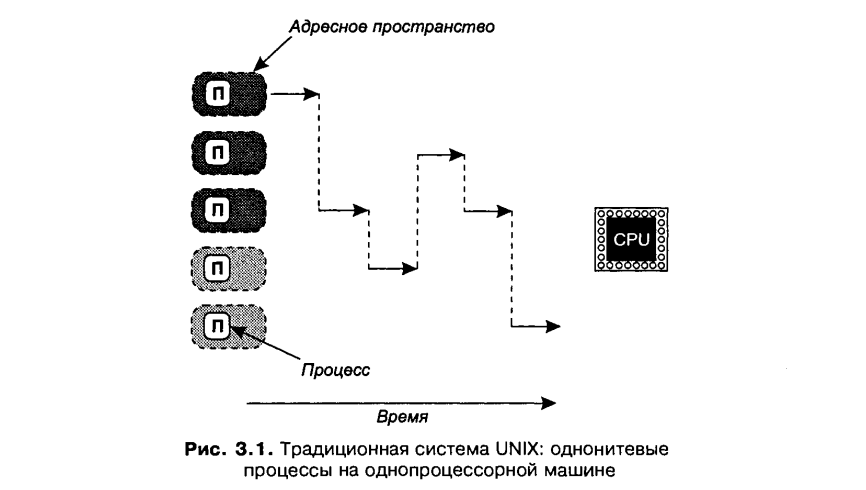 Адресное пространство
П
П
П
CPU
П
П
Процесс
Время
Рис. 3.1. Традиционная система UNIX: однонитевые
процессы на однопроцессорной машине